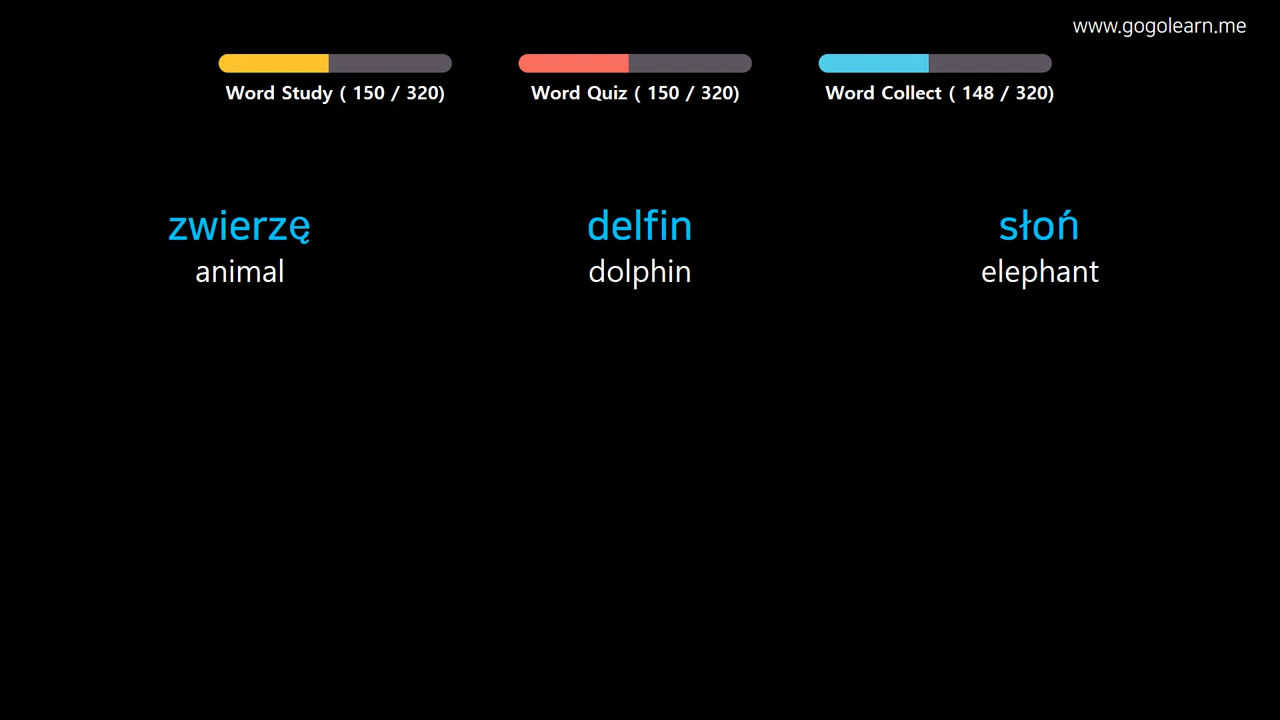 www.gogolearn.me
Word Study ( 150 / 320)
Word Quiz ( 150 / 320)
Word Collect ( 148 / 320)
zwierzę
animal
delfin
dolphin
słoń
elephant